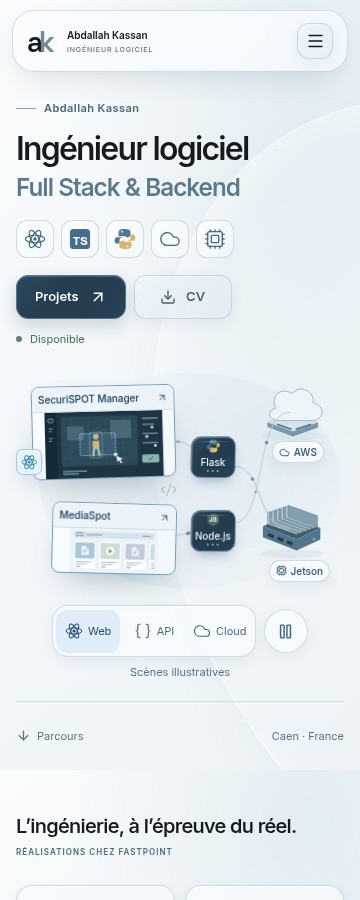 ak
Abdallah Kassan
INGÉNIEUR LOGICIEL
Abdallah Kassan
Ingénieur logiciel
Full Stack & Backend
TS
Projets
CV
Disponible
SecuriSPOT Manager
Flask
AWS
</>
MediaSpot
JS
Node.js
Jetson
Web
{ } API
Cloud
Scènes illustratives
Parcours
Caen · France
L’ingénierie, à l’épreuve du réel.
RÉALISATIONS CHEZ FASTPOINT